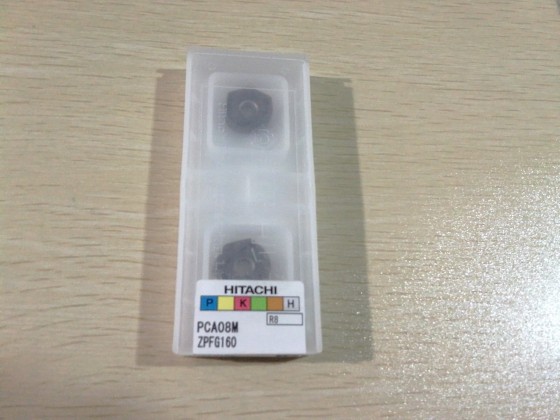 HITACHI
P K H
R8
PCA08M
ZPFG160